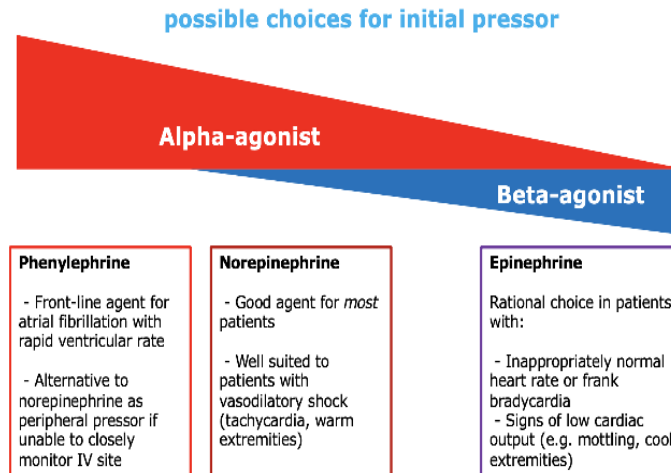 possible choices for initial pressor
Alpha-agonist
Beta-agonist
Phenylephrine
- Front-line agent for
atrial fibrillation with
rapid ventricular rate
- Alternative to
norepinephrine as
peripheral pressor if
unable to closely
monitor IV site
Norepinephrine
- Good agent for most
patients
- Well suited to
patients with
vasodilatory shock
(tachycardia, warm
extremities)
Epinephrine
Rational choice in patients
with:
- Inappropriately normal
heart rate or frank
bradycardia
- Signs of low cardiac
output (e.g. mottling, cool
extremities)